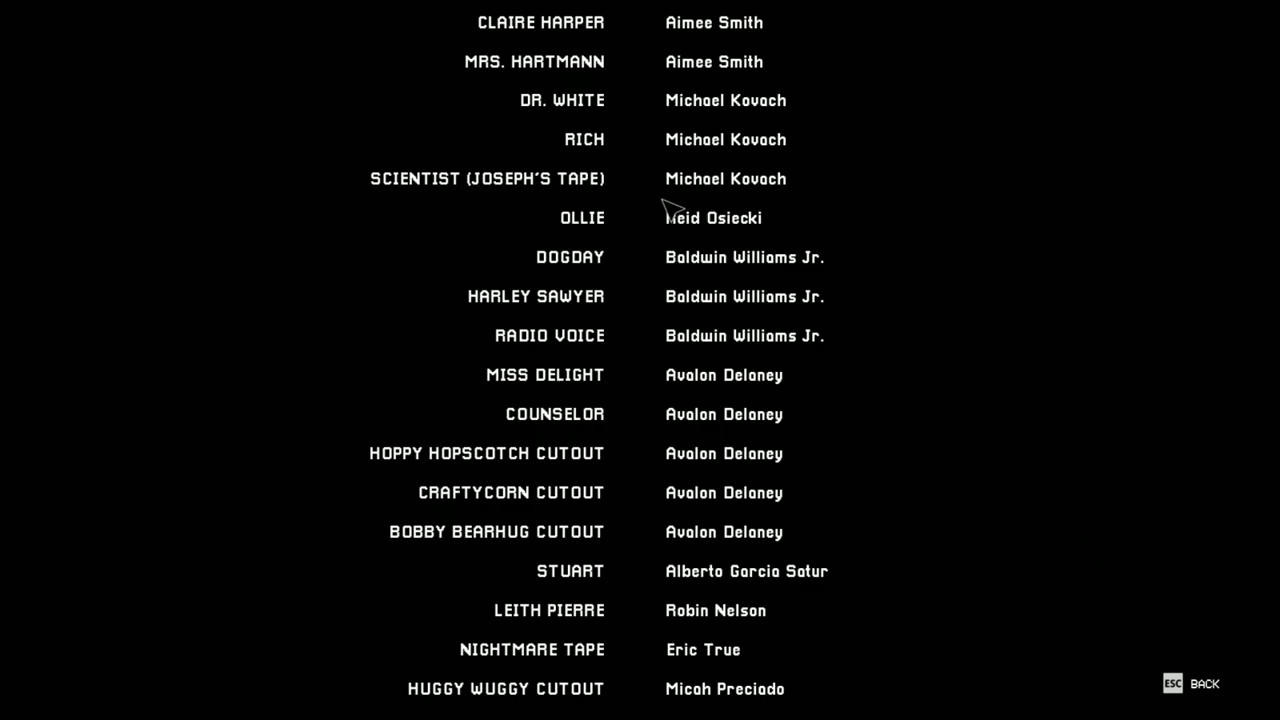 CLAIRE HARPER Aimee Smith
MRS. HARTMANN Aimee Smith
DR. WHITE Michael Kovach
RICH Michael Kovach
SCIENTIST (JOSEPH'S TAPE) Michael Kovach
OLLIE Osiecki
DOGDAY Baldwin Williams Jr.
HARLEY SAWYER Baldwin Williams Jr.
RADIO VOICE Baldwin Williams Jr.
MISS DELIGHT Avalon Delaney
COUNSELOR Avalon Delaney
HOPPY HOPSCOTCH CUTOUT Avalon Delaney
CRAFTYCORN CUTOUT Avalon Delaney
BOBBY BEARHUG CUTOUT Avalon Delaney
STUART Alberto Garcia Satur
LEITH PIERRE Robin Nelson
NIGHTMARE TAPE Eric True
HUGGY WUGGY CUTOUT Micah Preciado
ESC BACK